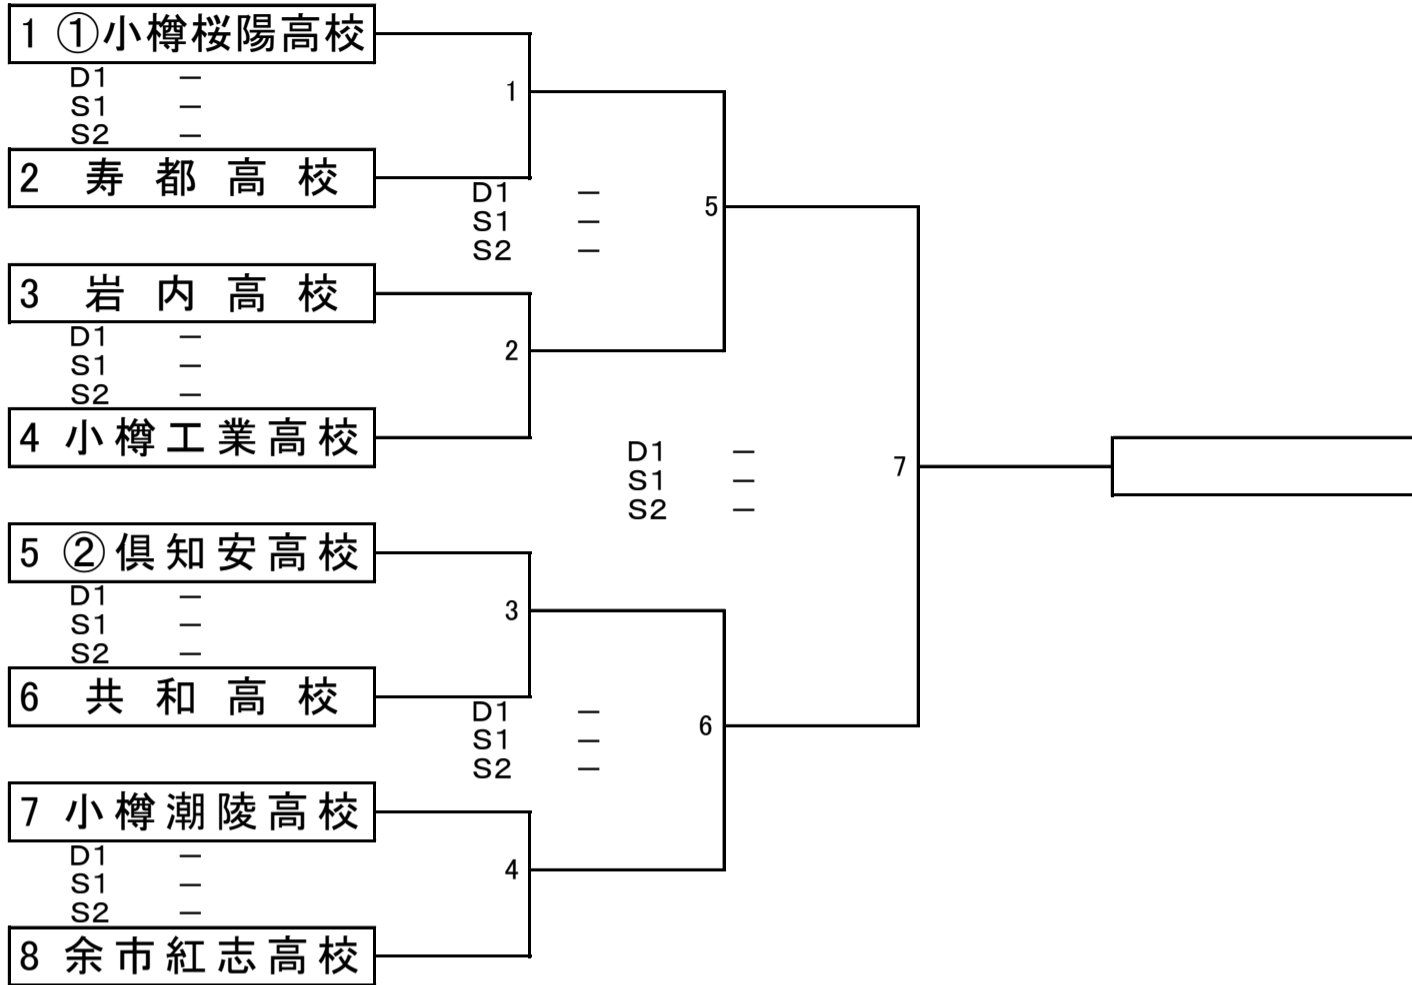 1 ①小樽桜陽高校
D1 －
S1 －
1
S2 －
2 寿都高校
D1 －
S1 －
5
S2 －
3 岩内高校
D1 －
S1 －
2
S2 －
4 小樽工業高校
D1 －
S1 －
7
S2 －
5 ②倶知安高校
D1 －
S1 －
3
S2 －
6 共和高校
D1 －
S1 －
6
S2 －
7 小樽潮陵高校
D1 －
S1 －
4
S2 －
8 余市紅志高校